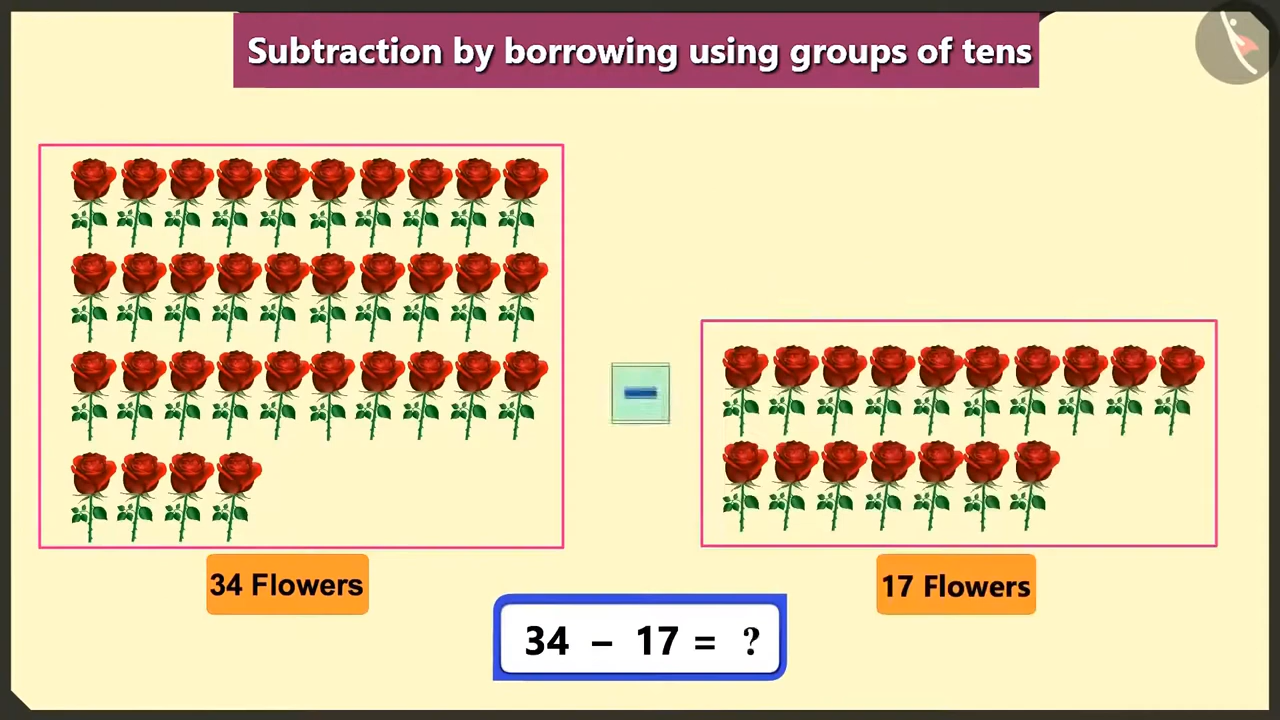 Subtraction by borrowing using groups of tens
34 Flowers
17 Flowers
34 – 17 = ?